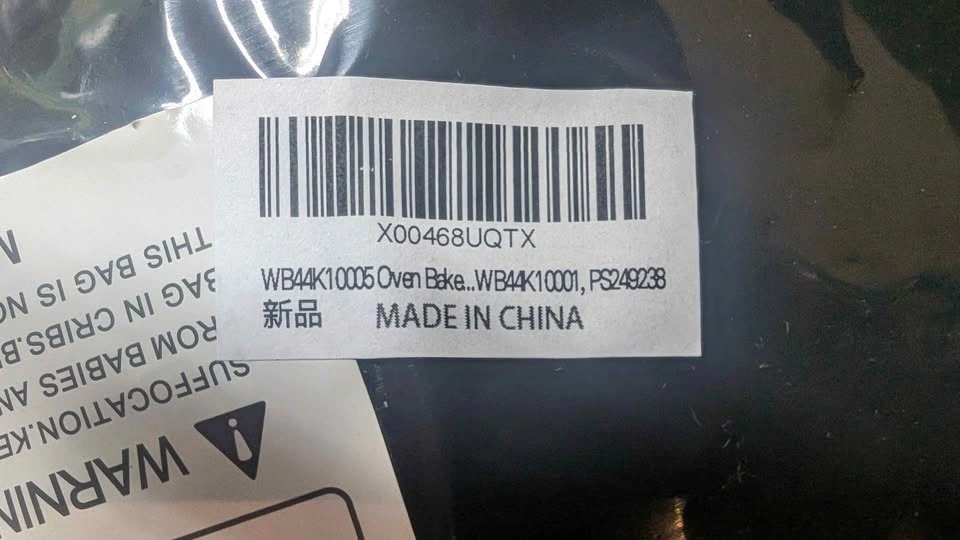 X00468UQTX
WB44K10005 Oven Bake...WB44K10001, PS249238
新品 MADE IN CHINA
WARNIN
SUFFOCATION.KE
ROM BABIES AN
BAG IN CRIBS.B
THIS BAG IS NO